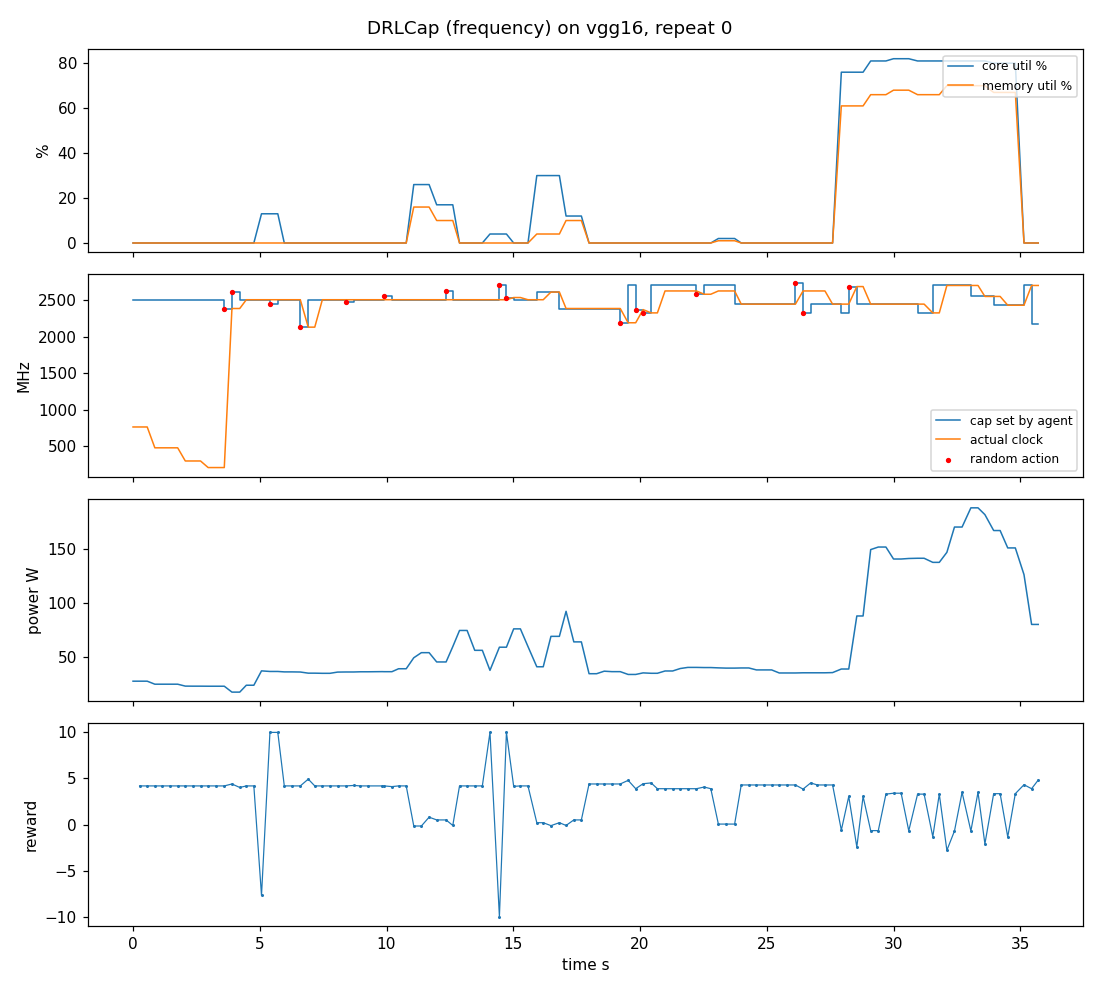 DRLCap (frequency) on vgg16, repeat 0
80
60
40
20
0
%
core util %
memory util %
2500
2000
1500
1000
500
MHz
cap set by agent
actual clock
random action
150
100
50
power W
10
5
0
−5
−10
reward
0 5 10 15 20 25 30 35
time s